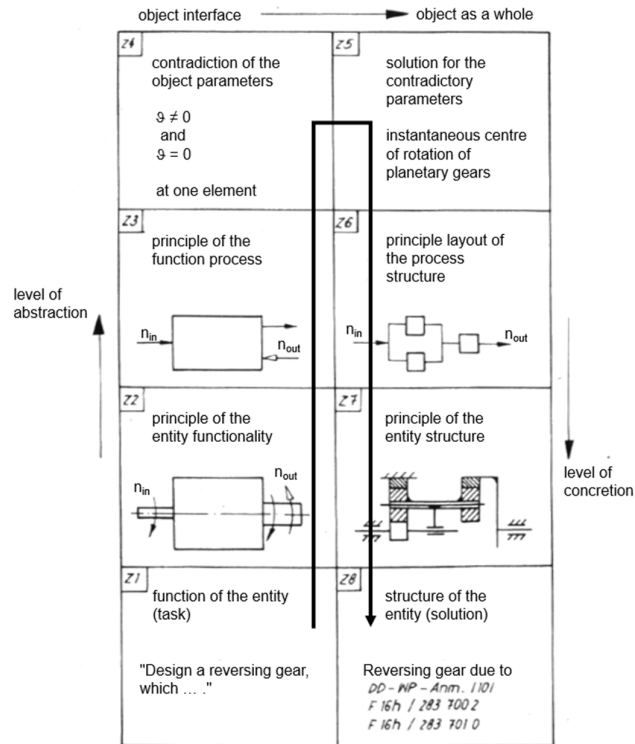 object interface
object as a whole
Z4
contradiction of the
object parameters
ϑ ≠ 0
and
ϑ = 0
at one element
Z5
solution for the
contradictory
parameters
instantaneous centre
of rotation of
planetary gears
Z3
principle of the
function process
n_in
n_out
Z6
principle layout of
the process
structure
n_in
n_out
level of
abstraction
Z2
principle of the
entity functionality
n_in
n_out
Z7
principle of the
entity structure
level of
concretion
Z1
function of the entity
(task)
"Design a reversing gear,
which ... ."
Z8
structure of the
entity (solution)
Reversing gear due to
DD-WP-Anm. 1101
F 16h / 283 700 2
F 16h / 283 701 0